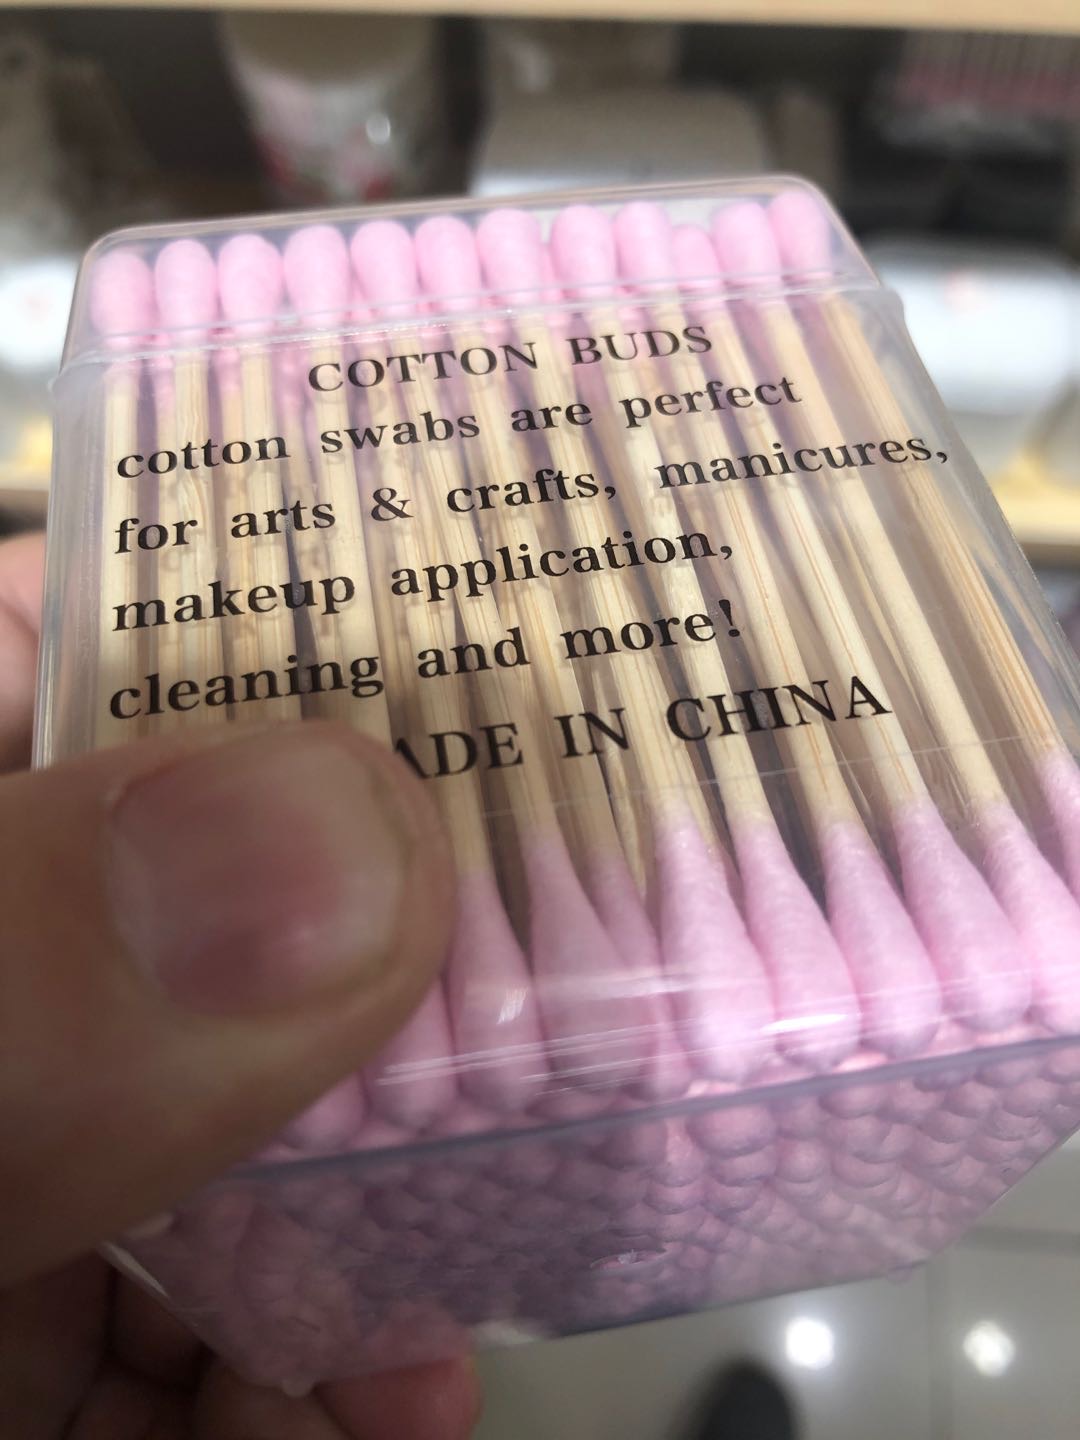 COTTON BUDS
cotton swabs are perfect
for arts & crafts, manicures,
makeup application,
cleaning and more!
ADE IN CHINA